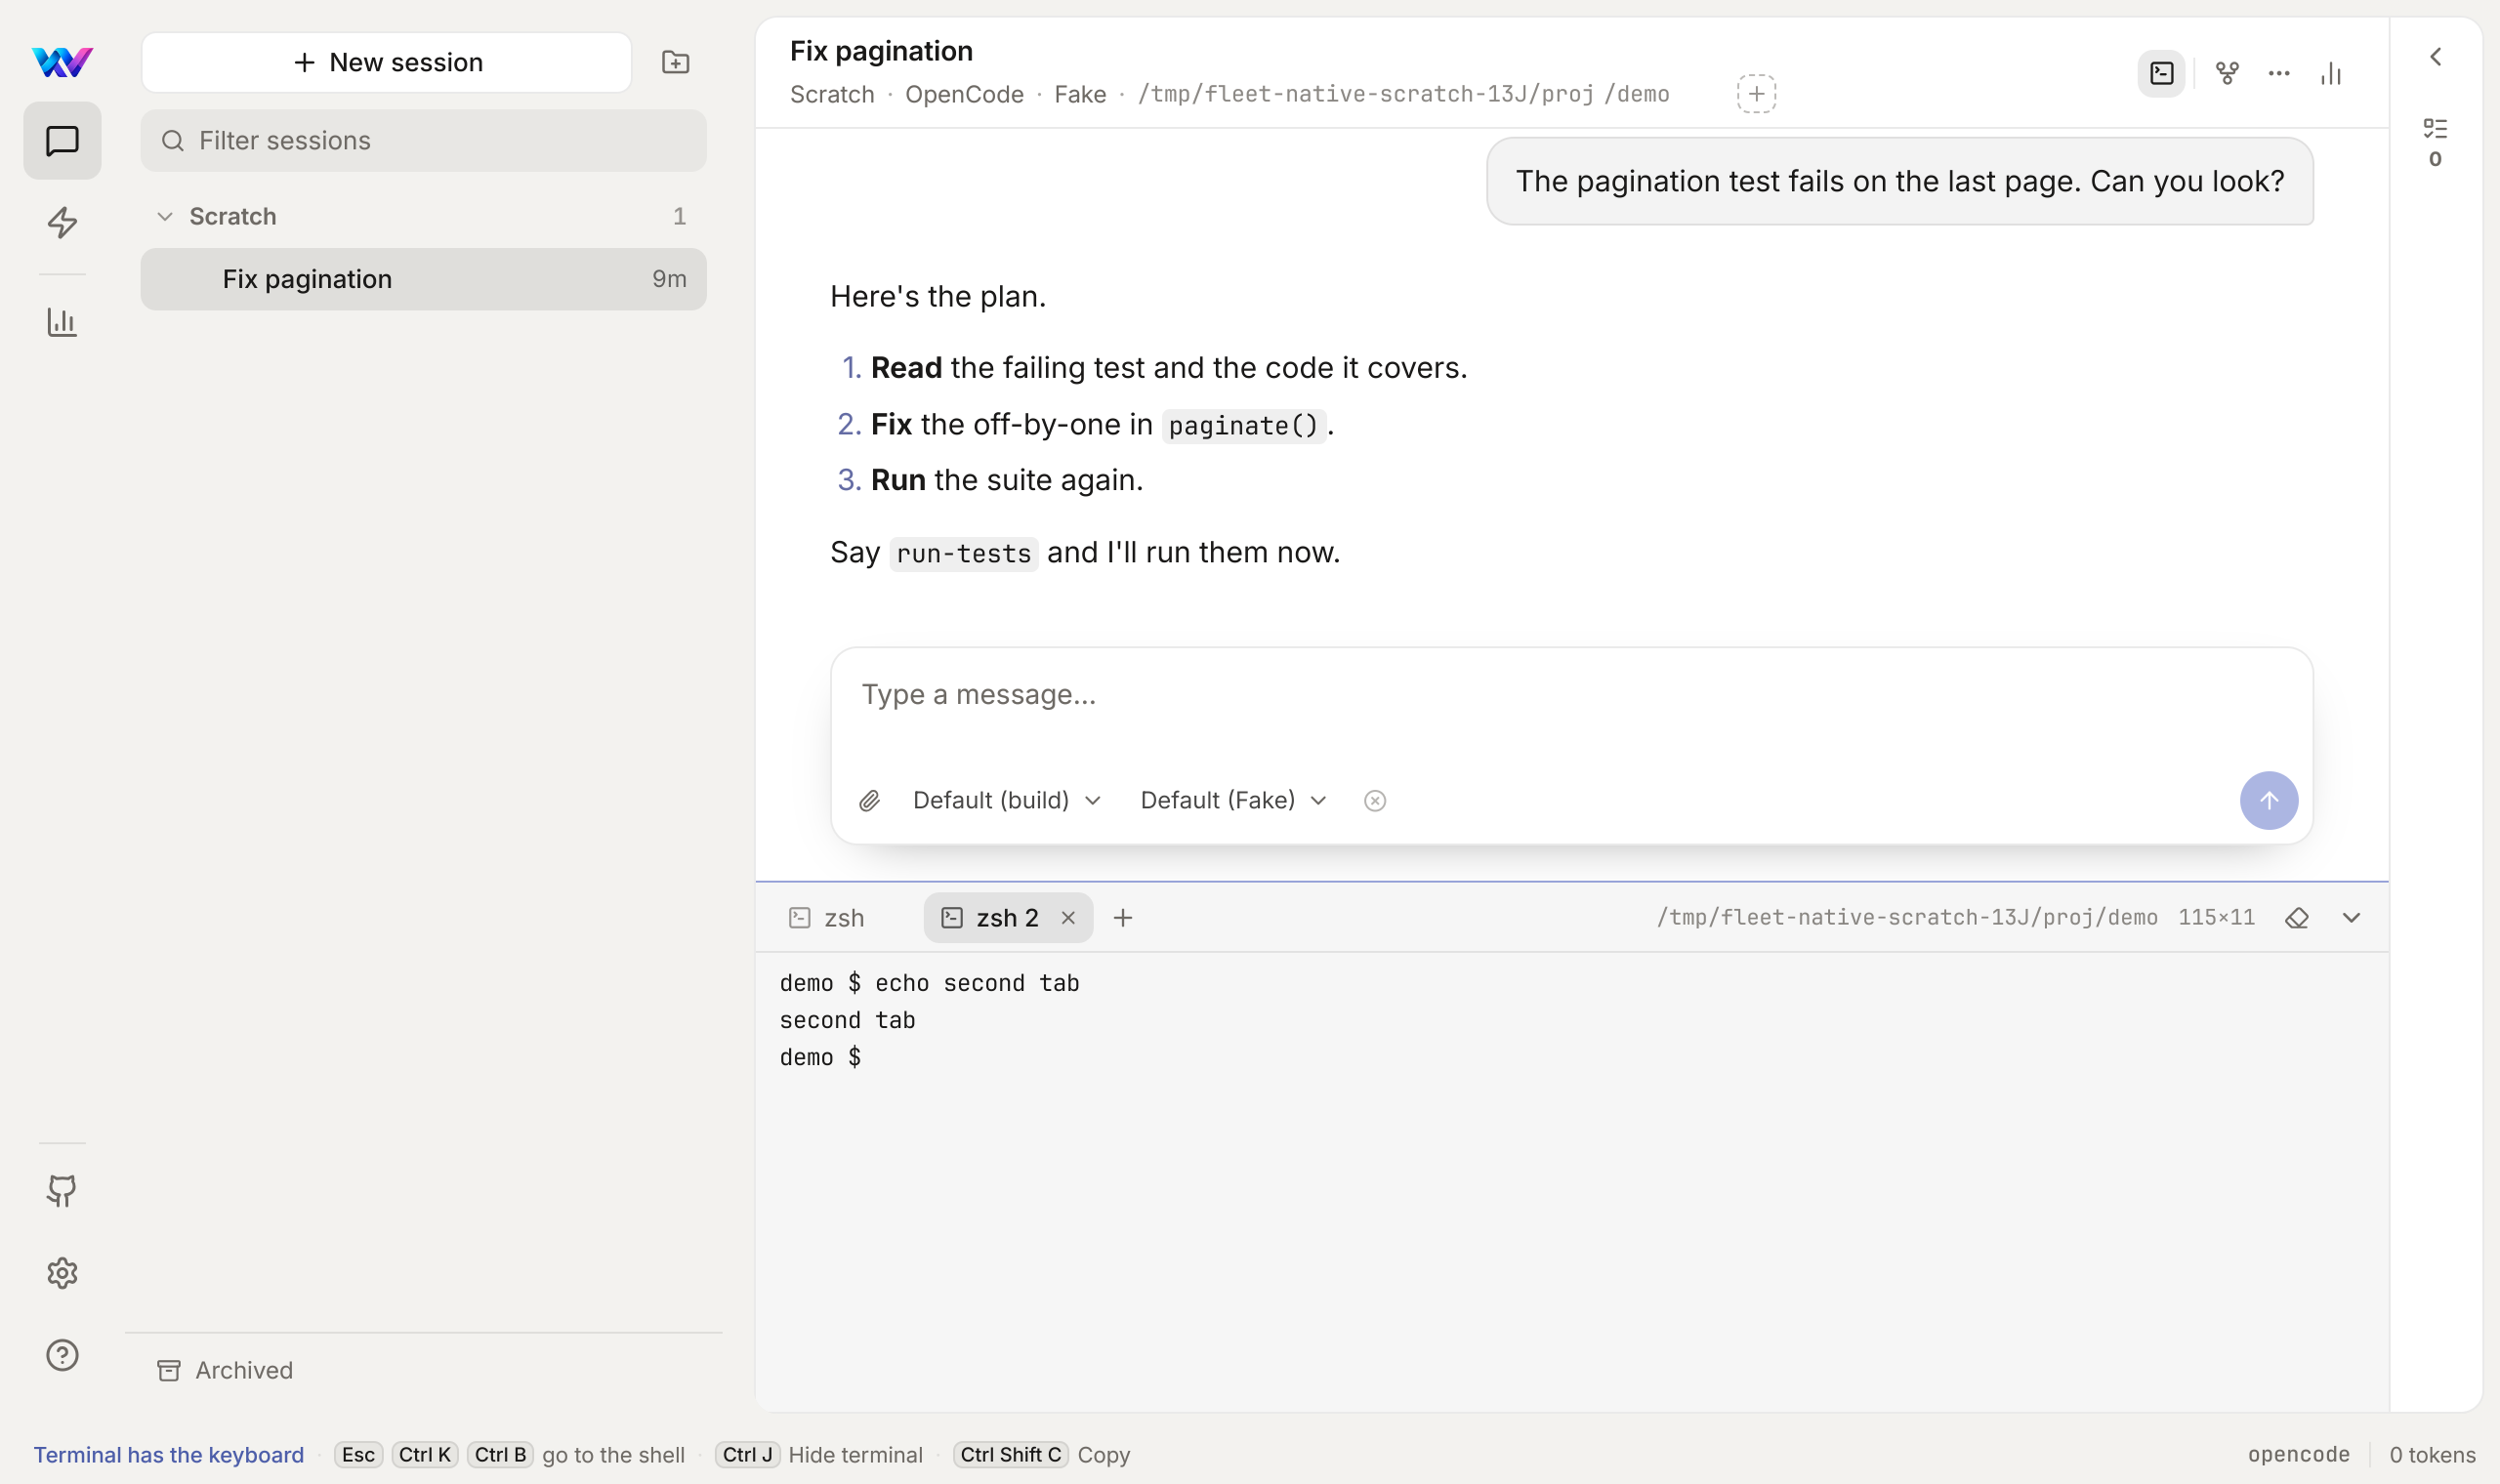 New session
Filter sessions
Scratch 1
Fix pagination 9m
Archived
Fix pagination
Scratch · OpenCode · Fake · /tmp/fleet-native-scratch-13J/proj /demo
0
The pagination test fails on the last page. Can you look?
Here's the plan.
1. Read the failing test and the code it covers.
2. Fix the off-by-one in paginate().
3. Run the suite again.
Say run-tests and I'll run them now.
Type a message...
Default (build) Default (Fake)
zsh zsh 2 /tmp/fleet-native-scratch-13J/proj/demo 115×11
demo $ echo second tab
second tab
demo $
Terminal has the keyboard · Esc Ctrl K Ctrl B go to the shell · Ctrl J Hide terminal · Ctrl Shift C Copy opencode 0 tokens